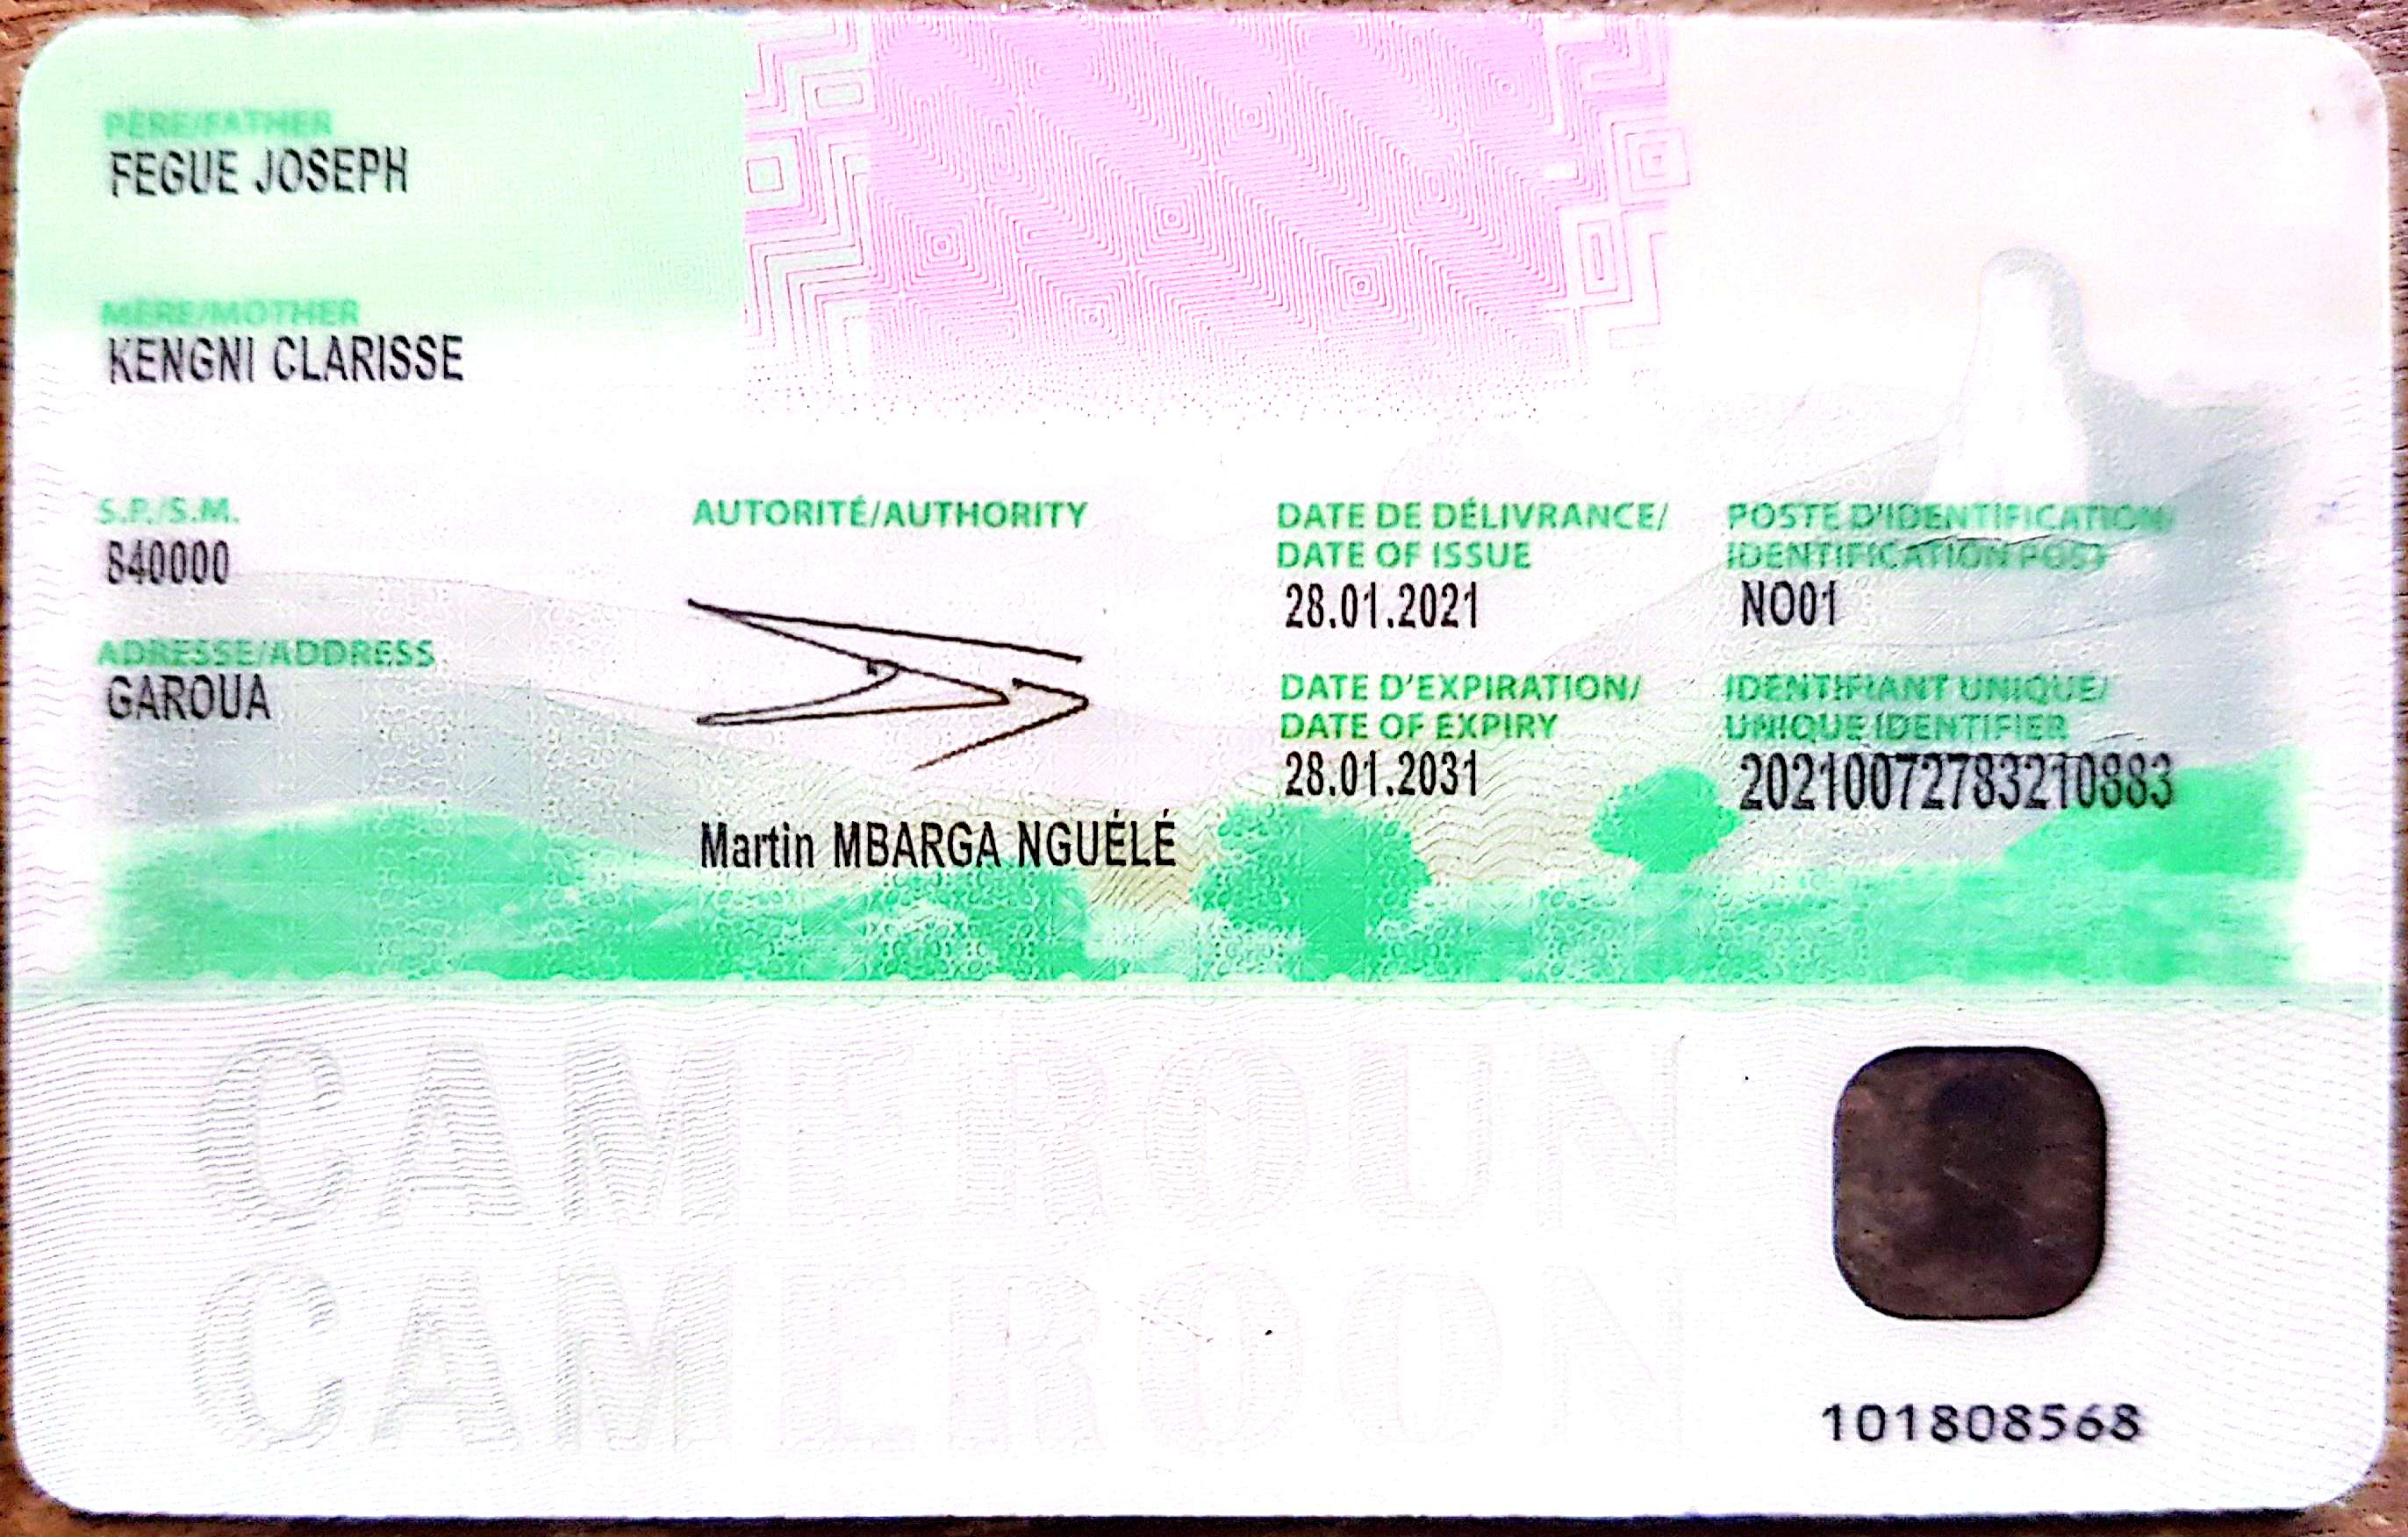 PÈRE/FATHER
FEGUE JOSEPH
MÈRE/MOTHER
KENGNI CLARISSE
S.P./S.M.
840000
ADRESSE/ADDRESS
GAROUA
AUTORITÉ/AUTHORITY
Martin MBARGA NGUÉLÉ
DATE DE DÉLIVRANCE/
DATE OF ISSUE
28.01.2021
DATE D'EXPIRATION/
DATE OF EXPIRY
28.01.2031
POSTE D'IDENTIFICATION/
IDENTIFICATION POST
NO01
IDENTIFIANT UNIQUE/
UNIQUE IDENTIFIER
20210072783210883
CAMEROUN
CAMEROON
101808568